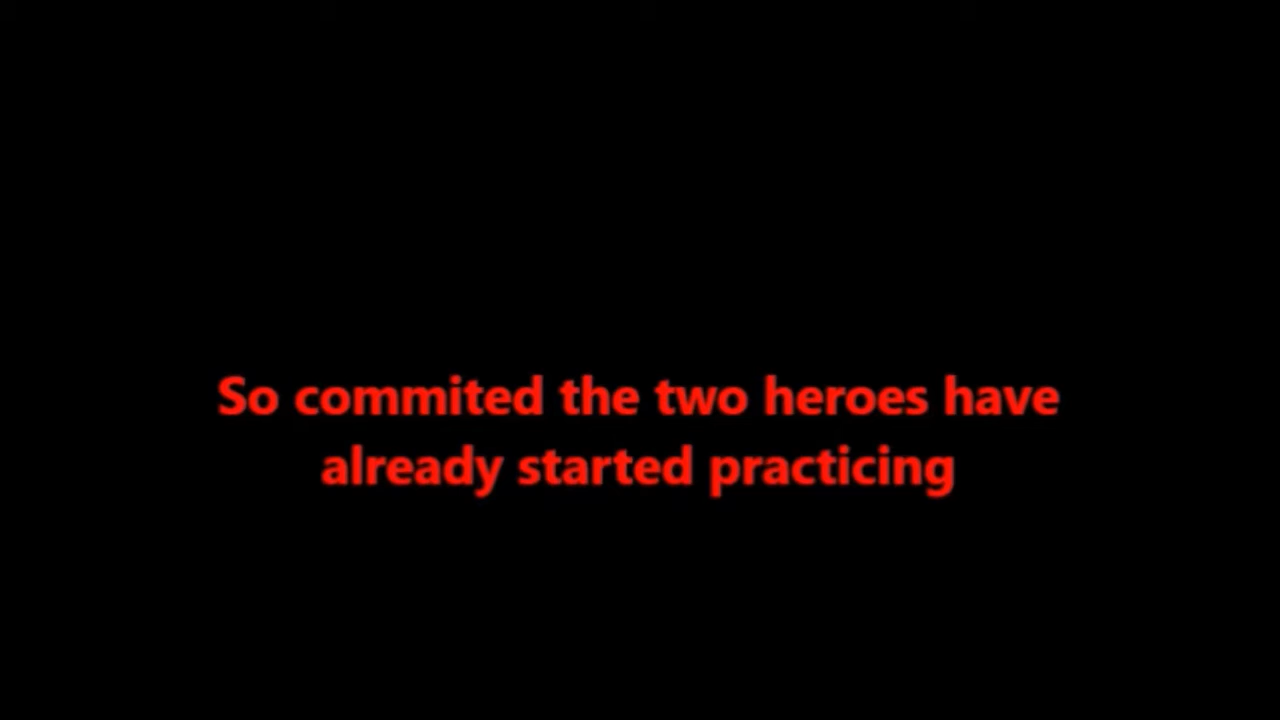 So commited the two heroes have
already started practicing